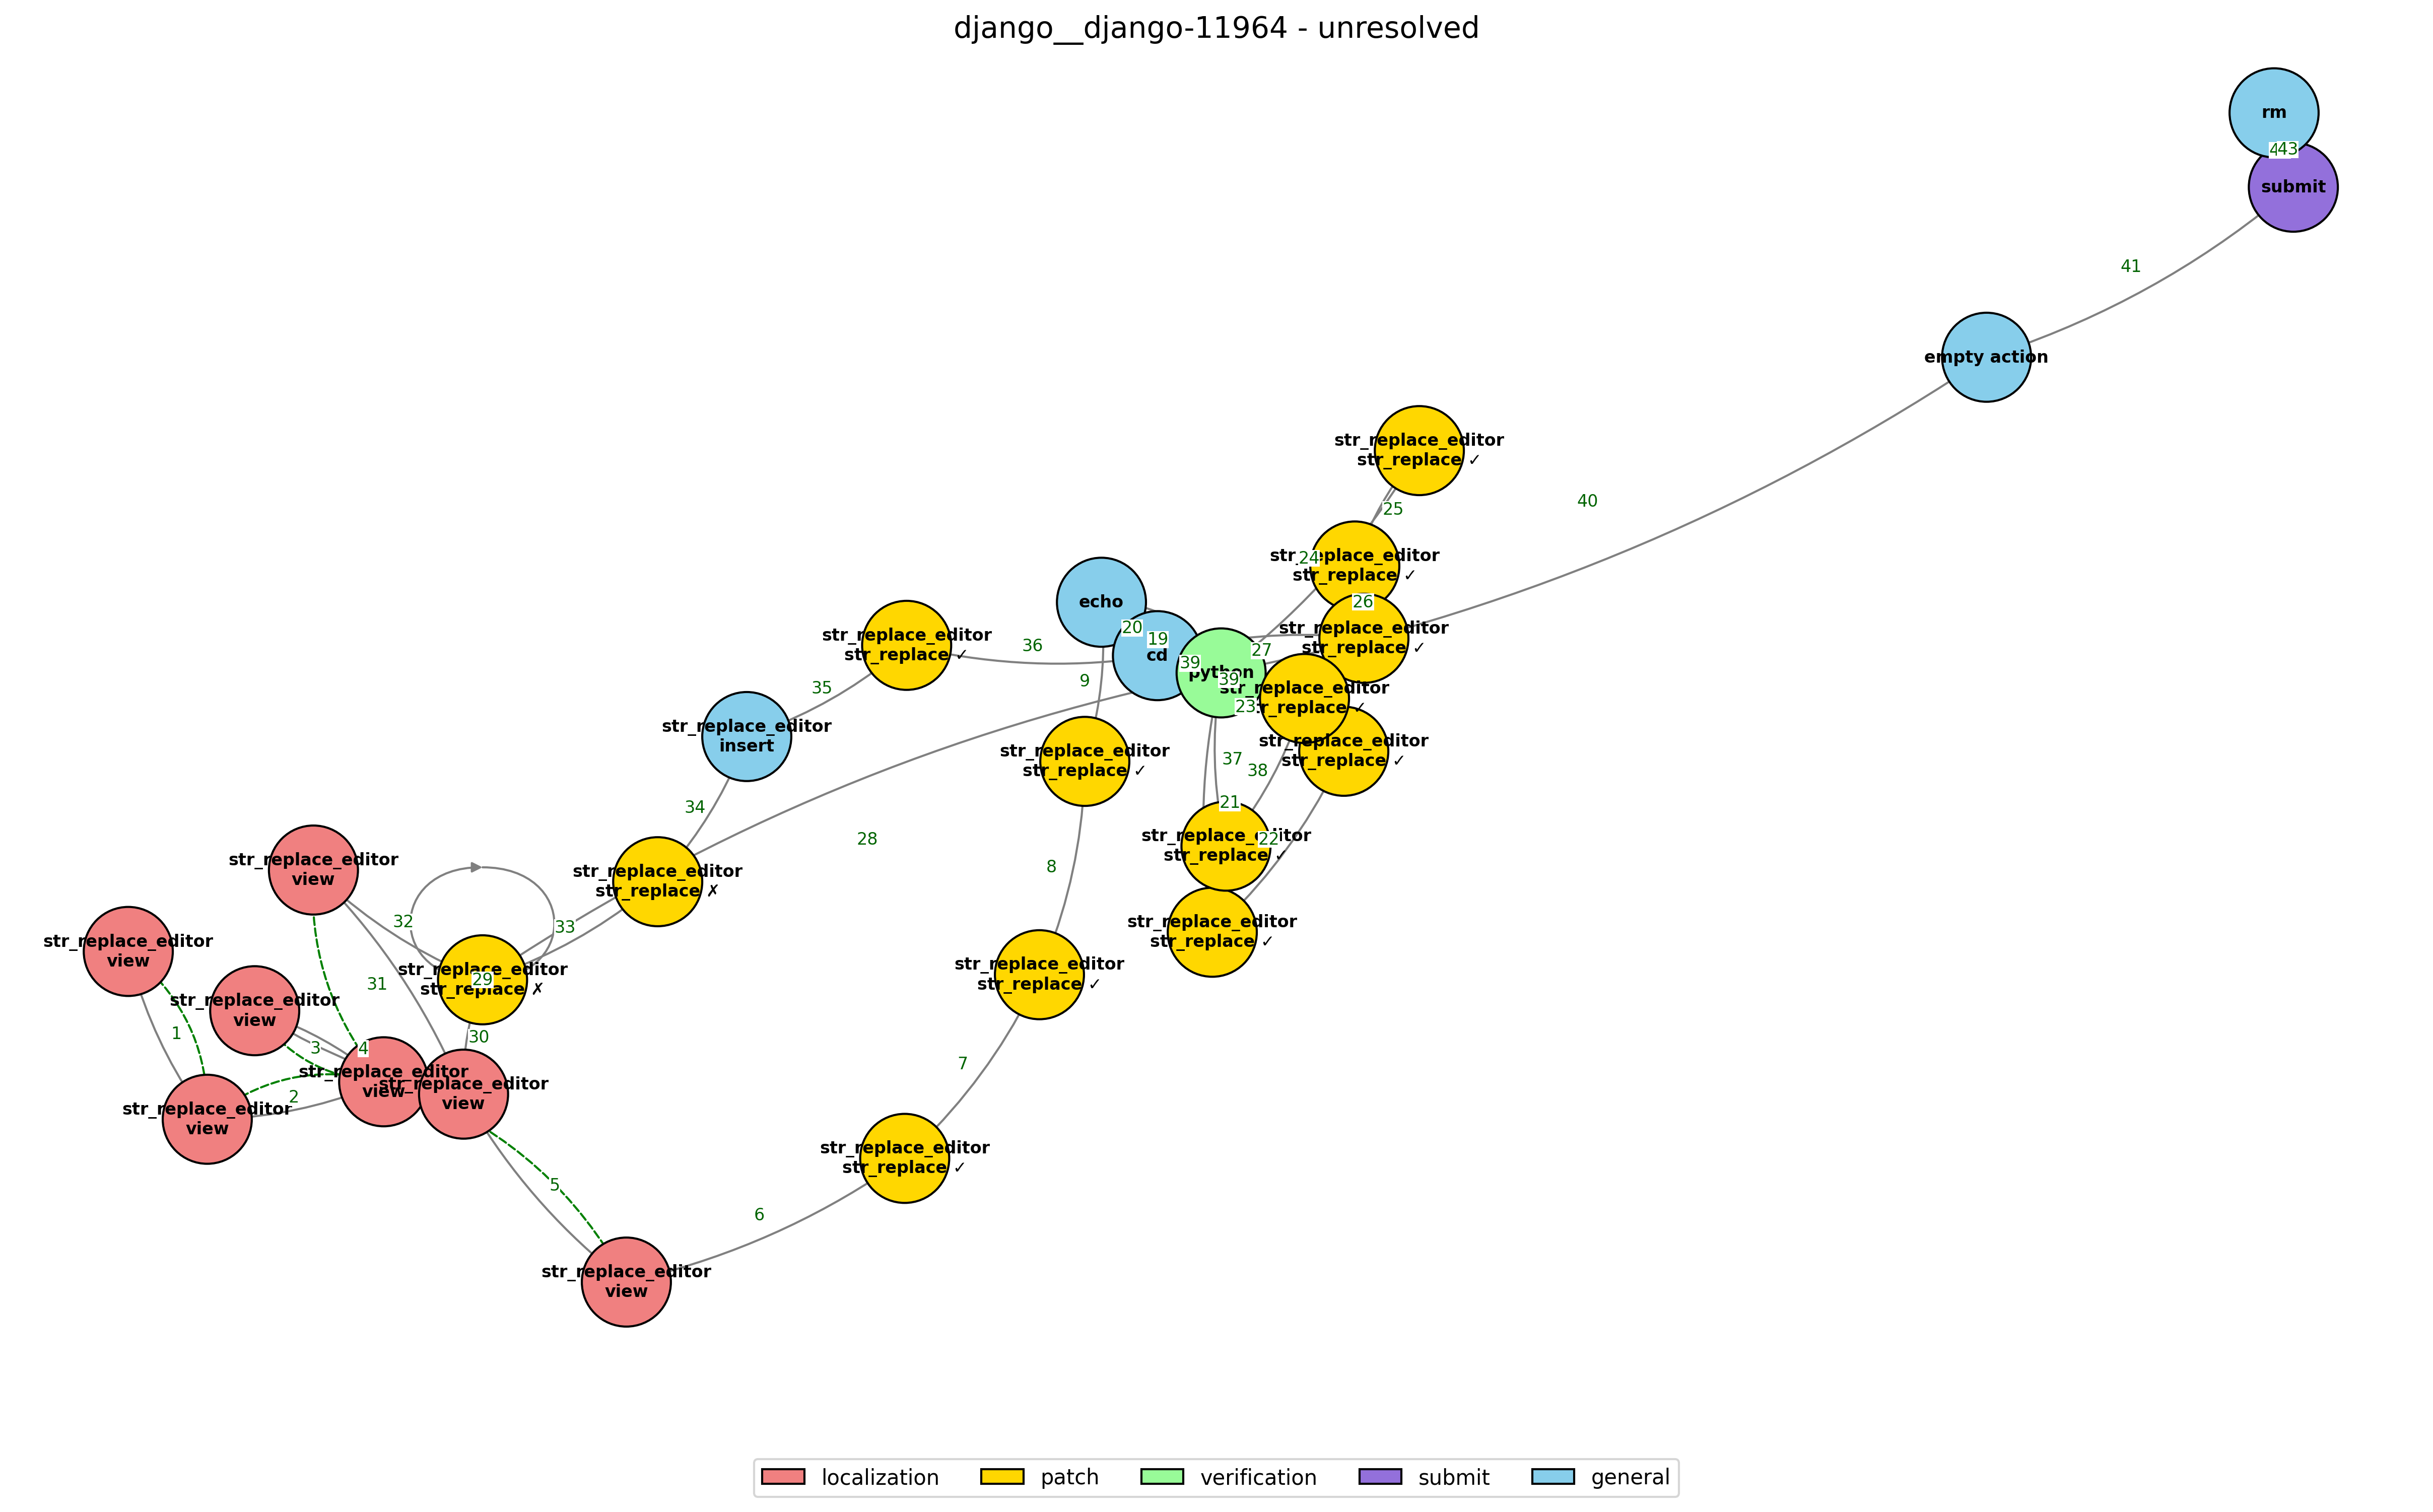 django__django-11964 - unresolved
rm
43
submit
41
empty action
str_replace_editor
str_replace ✓
40
25
24
str_replace_editor
str_replace ✓
echo
26
20
19
cd
str_replace_editor
str_replace ✓
36
str_replace_editor
str_replace ✓
27
39
python
39
35
9
23
str_replace_editor
str_replace ✓
str_replace_editor
insert
str_replace_editor
str_replace ✓
37
38
str_replace_editor
str_replace ✓
34
21
28
8
str_replace_editor
str_replace ✓
22
str_replace_editor
view
str_replace_editor
str_replace ✗
32
33
str_replace_editor
str_replace ✓
str_replace_editor
view
31
str_replace_editor
str_replace ✗
29
str_replace_editor
str_replace ✓
str_replace_editor
view
1
30
3
4
7
str_replace_editor
view
str_replace_editor
view
2
str_replace_editor
view
str_replace_editor
str_replace ✓
5
6
str_replace_editor
view
localization
patch
verification
submit
general